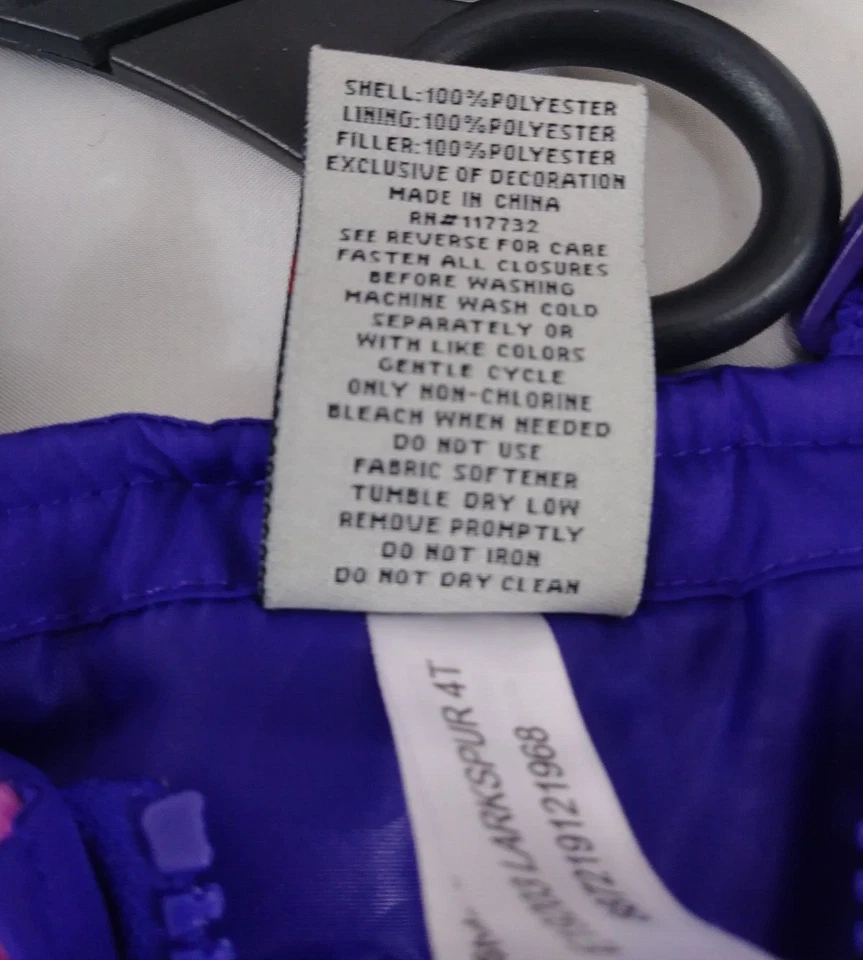 SHELL:100%POLYESTER
LINING:100%POLYESTER
FILLER:100%POLYESTER
EXCLUSIVE OF DECORATION
MADE IN CHINA
RN#117732
SEE REVERSE FOR CARE
FASTEN ALL CLOSURES
BEFORE WASHING
MACHINE WASH COLD
SEPARATELY OR
WITH LIKE COLORS
GENTLE CYCLE
ONLY NON-CHLORINE
BLEACH WHEN NEEDED
DO NOT USE
FABRIC SOFTENER
TUMBLE DRY LOW
REMOVE PROMPTLY
DO NOT IRON
DO NOT DRY CLEAN
LARKSPUR 4T